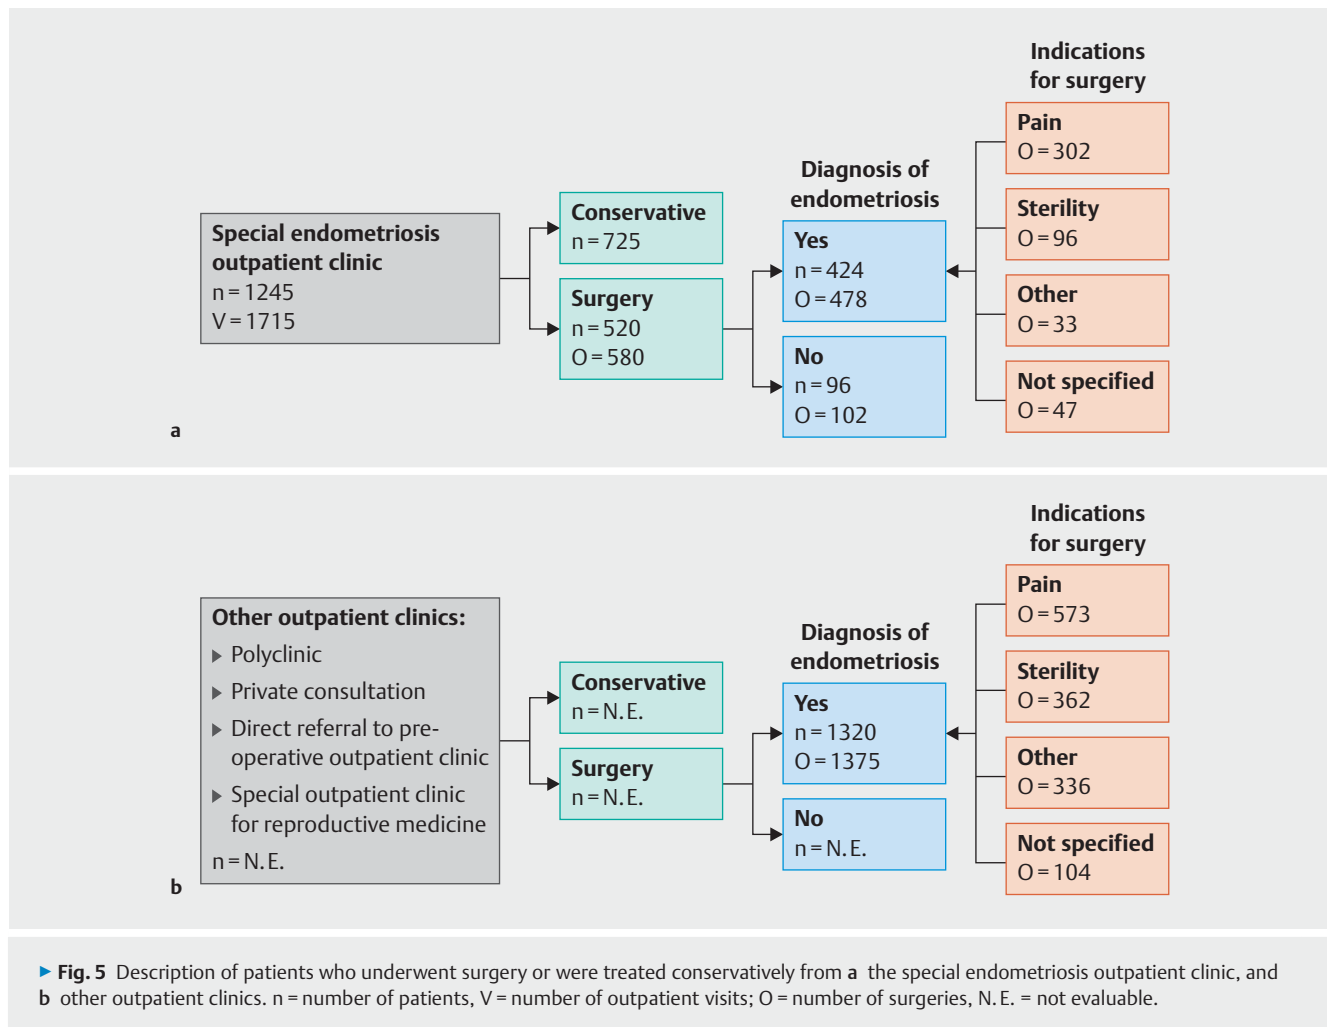 Indications
for surgery
Pain
O = 302
Diagnosis of
endometriosis
Conservative
n = 725
Sterility
O = 96
Special endometriosis
outpatient clinic
n = 1245
V = 1715
Yes
n = 424
O = 478
Surgery
n = 520
O = 580
Other
O = 33
No
n = 96
O = 102
Not specified
O = 47
a
Indications
for surgery
Pain
O = 573
Other outpatient clinics:
▶ Polyclinic
▶ Private consultation
▶ Direct referral to pre-
operative outpatient clinic
▶ Special outpatient clinic
for reproductive medicine
n = N. E.
Diagnosis of
endometriosis
Conservative
n = N. E.
Sterility
O = 362
Yes
n = 1320
O = 1375
Surgery
n = N. E.
Other
O = 336
No
n = N. E.
Not specified
O = 104
b
▶ Fig. 5 Description of patients who underwent surgery or were treated conservatively from a the special endometriosis outpatient clinic, and
b other outpatient clinics. n = number of patients, V = number of outpatient visits; O = number of surgeries, N. E. = not evaluable.